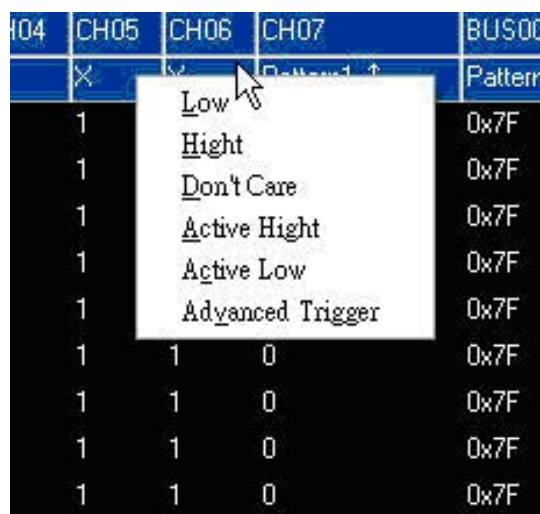 CH05 CH06 CH07 BUS00
X Pattern1 ↑ Pattern
Low
Hight
Don't Care
Active Hight
Active Low
Advanced Trigger
1 0x7F
1 0x7F
1 0x7F
1 0x7F
1 0x7F
1 1 0 0x7F
1 1 0 0x7F
1 1 0 0x7F
1 1 0 0x7F